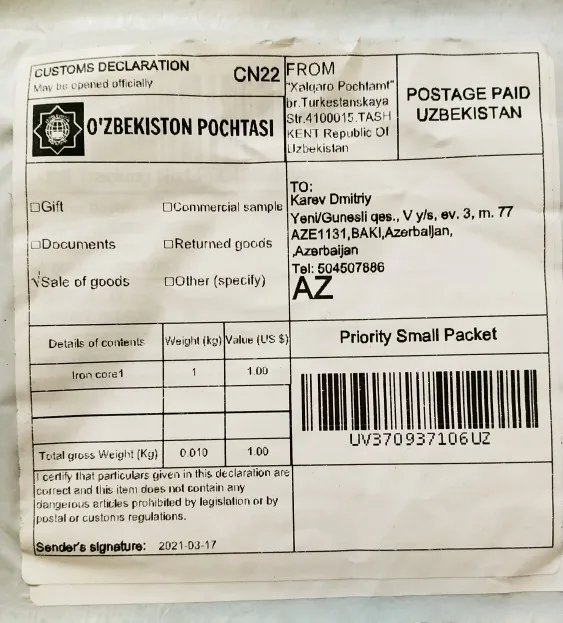 CUSTOMS DECLARATION
May be opened officially
CN22
O'ZBEKISTON POCHTASI
FROM
"Xalqaro Pochtamt"
br.Turkestanskaya
Str.4100015.TASH
KENT Republic Of
Uzbekistan
POSTAGE PAID
UZBEKISTAN
□Gift
□Commercial sample
□Documents
□Returned goods
√Sale of goods
□Other (specify)
TO:
Karev Dmitriy
Yeni/Gunesli qes., V y/s, ev. 3, m. 77
AZE1131,BAKI,Azerbaijan,
,Azerbaijan
Tel: 504507886
AZ
Details of contents Weight (kg) Value (US $)
Iron core1 1 1.00
Total gross Weight (Kg) 0.010 1.00
Priority Small Packet
UV370937106UZ
I certify that particulars given in this declaration are
correct and this item does not contain any
dangerous articles prohibited by legislation or by
postal or customs regulations.
Sender's signature: 2021-03-17